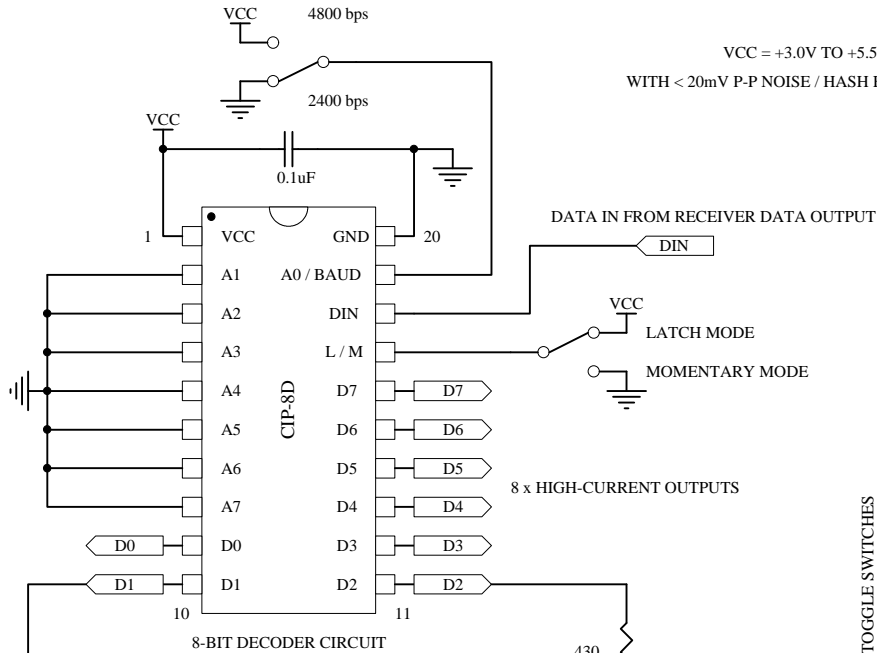 VCC 4800 bps
VCC = +3.0V TO +5.5
WITH < 20mV P-P NOISE / HASH
2400 bps
VCC
0.1uF
DATA IN FROM RECEIVER DATA OUTPUT
1 VCC GND 20
DIN
A1 A0 / BAUD
VCC
A2 DIN
LATCH MODE
A3 L / M
MOMENTARY MODE
A4 D7 D7
CIP-8D
A5 D6 D6
A6 D5 D5
8 x HIGH-CURRENT OUTPUTS
A7 D4 D4
D0 D0 D3 D3
D1 D1 D2 D2
10 11
8-BIT DECODER CIRCUIT
430
TOGGLE SWITCHES